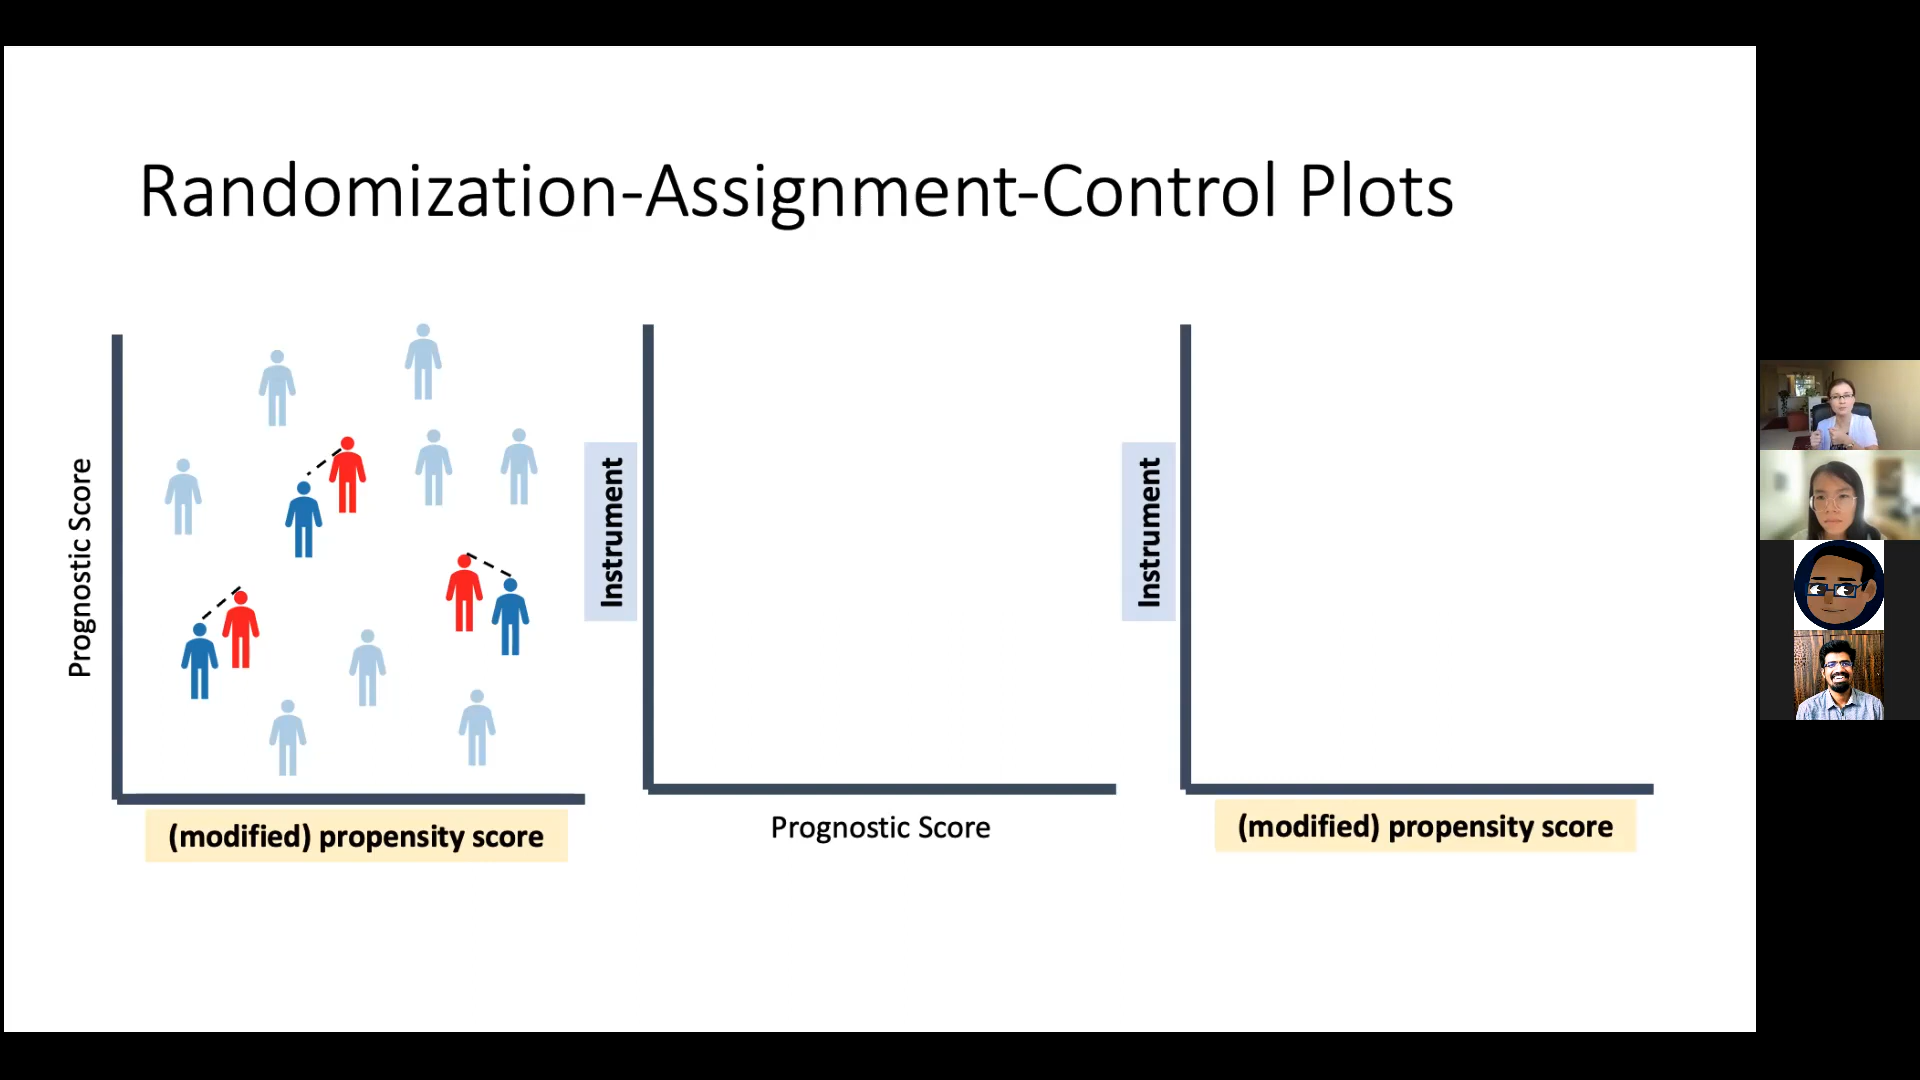 Randomization-Assignment-Control Plots
Prognostic Score
(modified) propensity score
Instrument
Prognostic Score
Instrument
(modified) propensity score